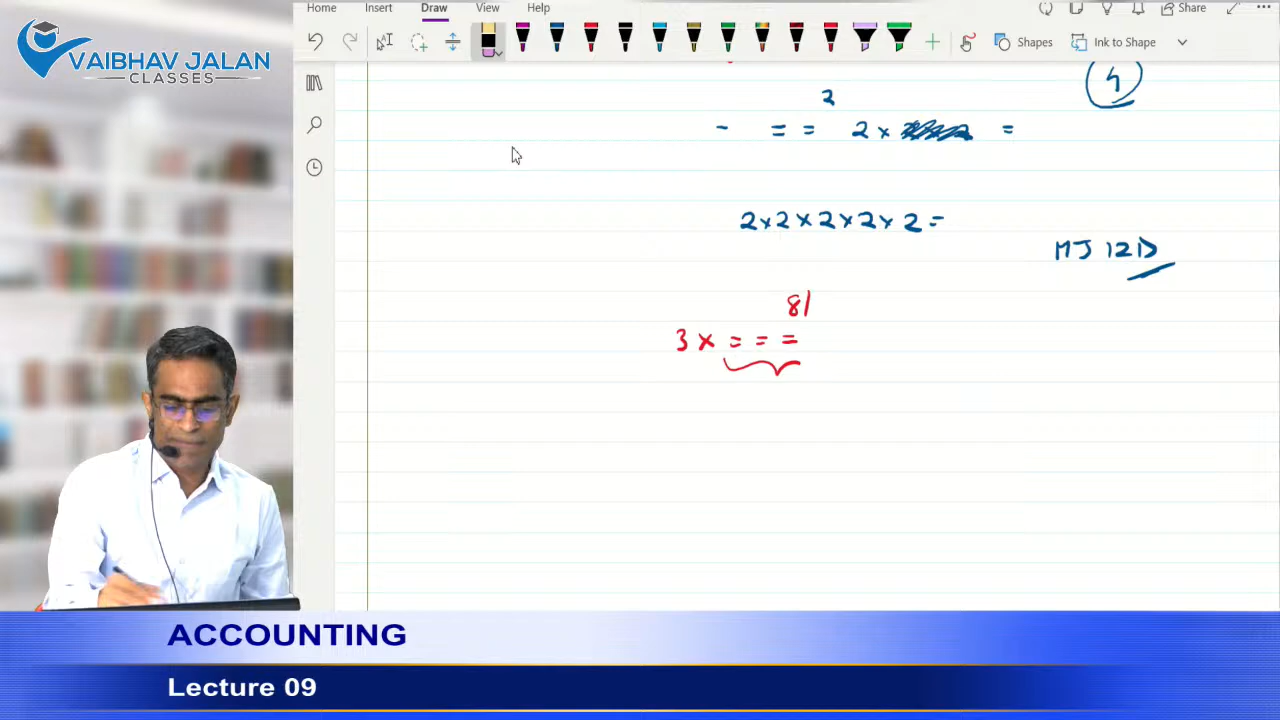 Home Insert Draw View Help Share
VAIBHAV JALAN
CLASSES
Shapes Ink to Shape
2
- = = 2 × =
2×2×2×2×2=
MJ 12D
81
3 × = = =
ACCOUNTING
Lecture 09